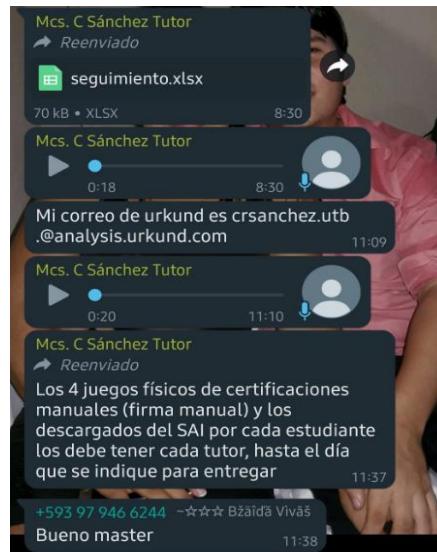 Mcs. C Sánchez Tutor
Reenviado
seguimiento.xlsx
70 kB • XLSX 8:30
Mcs. C Sánchez Tutor
0:18 8:30
Mi correo de urkund es crsanchez.utb
.@analysis.urkund.com
11:09
Mcs. C Sánchez Tutor
0:20 11:10
Mcs. C Sánchez Tutor
Reenviado
Los 4 juegos físicos de certificaciones
manuales (firma manual) y los
descargados del SAI por cada estudiante
los debe tener cada tutor, hasta el día
que se indique para entregar
11:37
+593 97 946 6244 ~☆☆☆ Bžäïďä Vìvăš
Bueno master 11:38